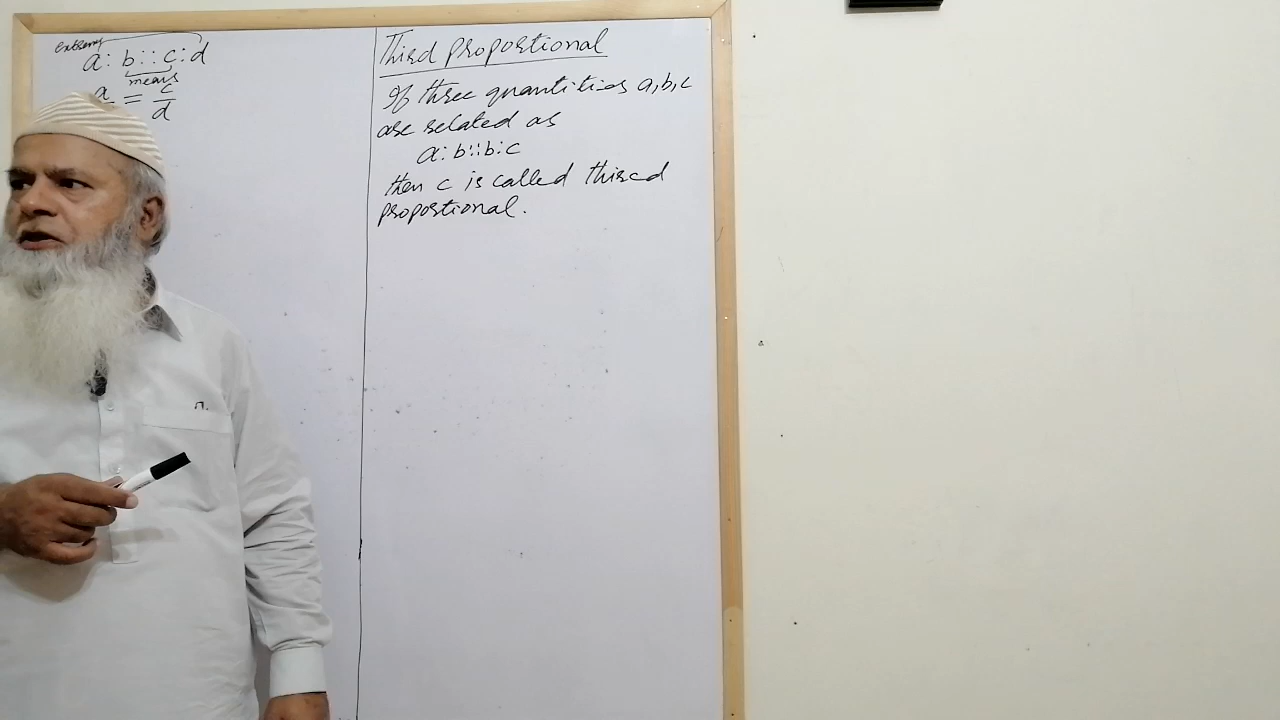 extremes
a : b :: c : d
means
a = c
d
Third proportional
If three quantities a, b, c
are related as
a : b :: b : c
then c is called third
proportional.